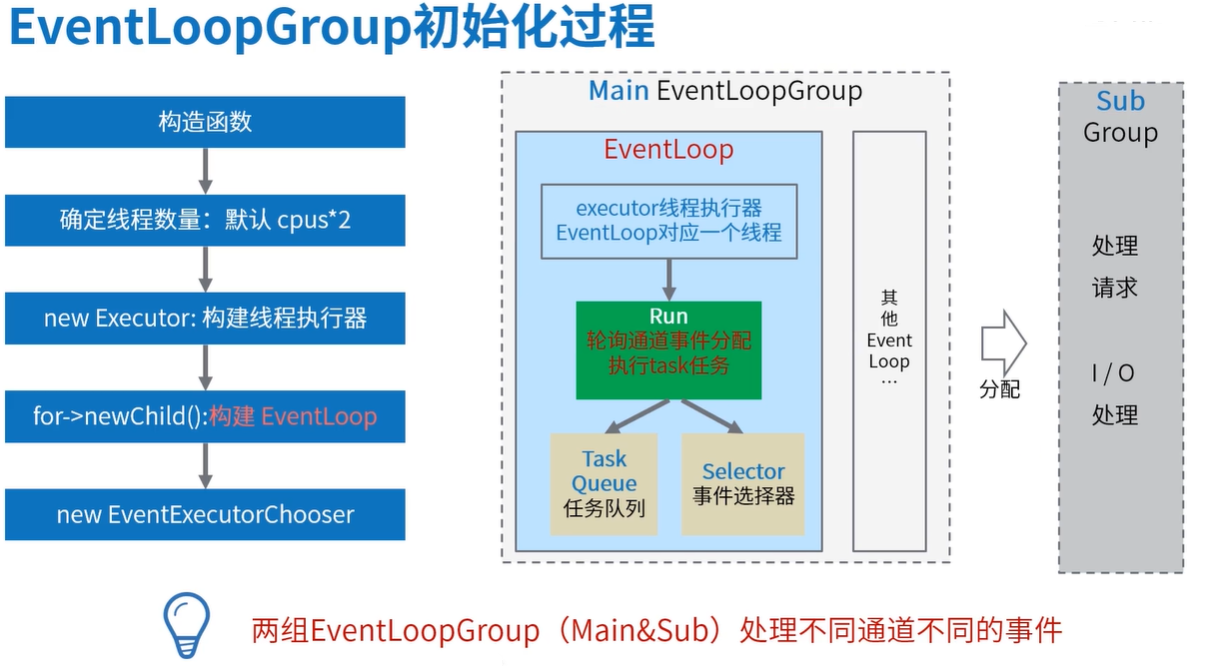 EventLoopGroup初始化过程
构造函数
确定线程数量：默认 cpus*2
new Executor: 构建线程执行器
for->newChild():构建 EventLoop
new EventExecutorChooser
Main EventLoopGroup
EventLoop
executor线程执行器
EventLoop对应一个线程
Run
轮询通道事件分配
执行task任务
Task
Queue
任务队列
Selector
事件选择器
其
他
Event
Loop
...
分配
Sub
Group
处理
请求
I / O
处理
两组EventLoopGroup（Main&Sub）处理不同通道不同的事件